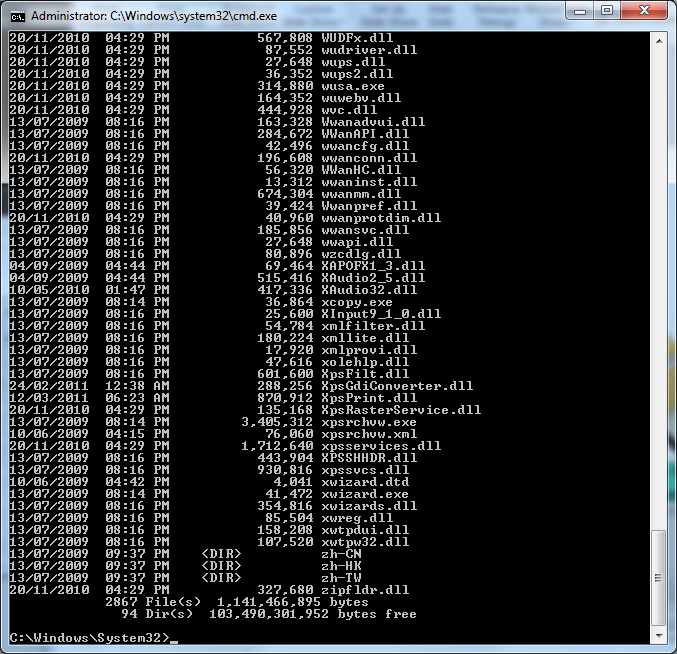 Administrator: C:\Windows\system32\cmd.exe
20/11/2010 04:29 PM 567,808 WUDFx.dll
20/11/2010 04:29 PM 87,552 wudriver.dll
20/11/2010 04:29 PM 27,648 wups.dll
20/11/2010 04:29 PM 36,352 wups2.dll
20/11/2010 04:29 PM 314,880 wusa.exe
20/11/2010 04:29 PM 164,352 wuwebv.dll
20/11/2010 04:29 PM 444,928 wvc.dll
13/07/2009 08:16 PM 163,328 Wwanadvui.dll
13/07/2009 08:16 PM 284,672 WWanAPI.dll
13/07/2009 08:16 PM 42,496 wwancfg.dll
20/11/2010 04:29 PM 196,608 wwanconn.dll
13/07/2009 08:16 PM 56,320 WWanHC.dll
13/07/2009 08:16 PM 13,312 wwaninst.dll
13/07/2009 08:16 PM 674,304 wwanmm.dll
13/07/2009 08:16 PM 39,424 Wwanpref.dll
20/11/2010 04:29 PM 40,960 wwanprotdim.dll
13/07/2009 08:16 PM 185,856 wwansvc.dll
13/07/2009 08:16 PM 27,648 wwapi.dll
13/07/2009 08:16 PM 80,896 wzcdlg.dll
04/09/2009 04:44 PM 69,464 XAPOFX1_3.dll
04/09/2009 04:44 PM 515,416 XAudio2_5.dll
10/05/2010 01:47 PM 417,336 XAudio32.dll
13/07/2009 08:14 PM 36,864 xcopy.exe
13/07/2009 08:16 PM 25,600 XInput9_1_0.dll
13/07/2009 08:16 PM 54,784 xmlfilter.dll
13/07/2009 08:16 PM 180,224 xmllite.dll
13/07/2009 08:16 PM 17,920 xmlprovi.dll
13/07/2009 08:16 PM 47,616 xolehlp.dll
13/07/2009 08:16 PM 601,600 XpsFilt.dll
24/02/2011 12:38 AM 288,256 XpsGdiConverter.dll
12/03/2011 06:23 AM 870,912 XpsPrint.dll
20/11/2010 04:29 PM 135,168 XpsRasterService.dll
13/07/2009 08:14 PM 3,405,312 xpsrchvw.exe
10/06/2009 04:15 PM 76,060 xpsrchvw.xml
20/11/2010 04:29 PM 1,712,640 xpsservices.dll
13/07/2009 08:16 PM 443,904 XPSSHHDR.dll
13/07/2009 08:16 PM 930,816 xpssvcs.dll
10/06/2009 04:42 PM 4,041 xwizard.dtd
13/07/2009 08:14 PM 41,472 xwizard.exe
13/07/2009 08:16 PM 354,816 xwizards.dll
13/07/2009 08:16 PM 85,504 xwreg.dll
13/07/2009 08:16 PM 158,208 xwtpdui.dll
13/07/2009 08:16 PM 107,520 xwtpw32.dll
13/07/2009 09:37 PM <DIR> zh-CN
13/07/2009 09:37 PM <DIR> zh-HK
13/07/2009 09:37 PM <DIR> zh-TW
20/11/2010 04:29 PM 327,680 zipfldr.dll
2867 File(s) 1,141,466,895 bytes
94 Dir(s) 103,490,301,952 bytes free
C:\Windows\System32>_